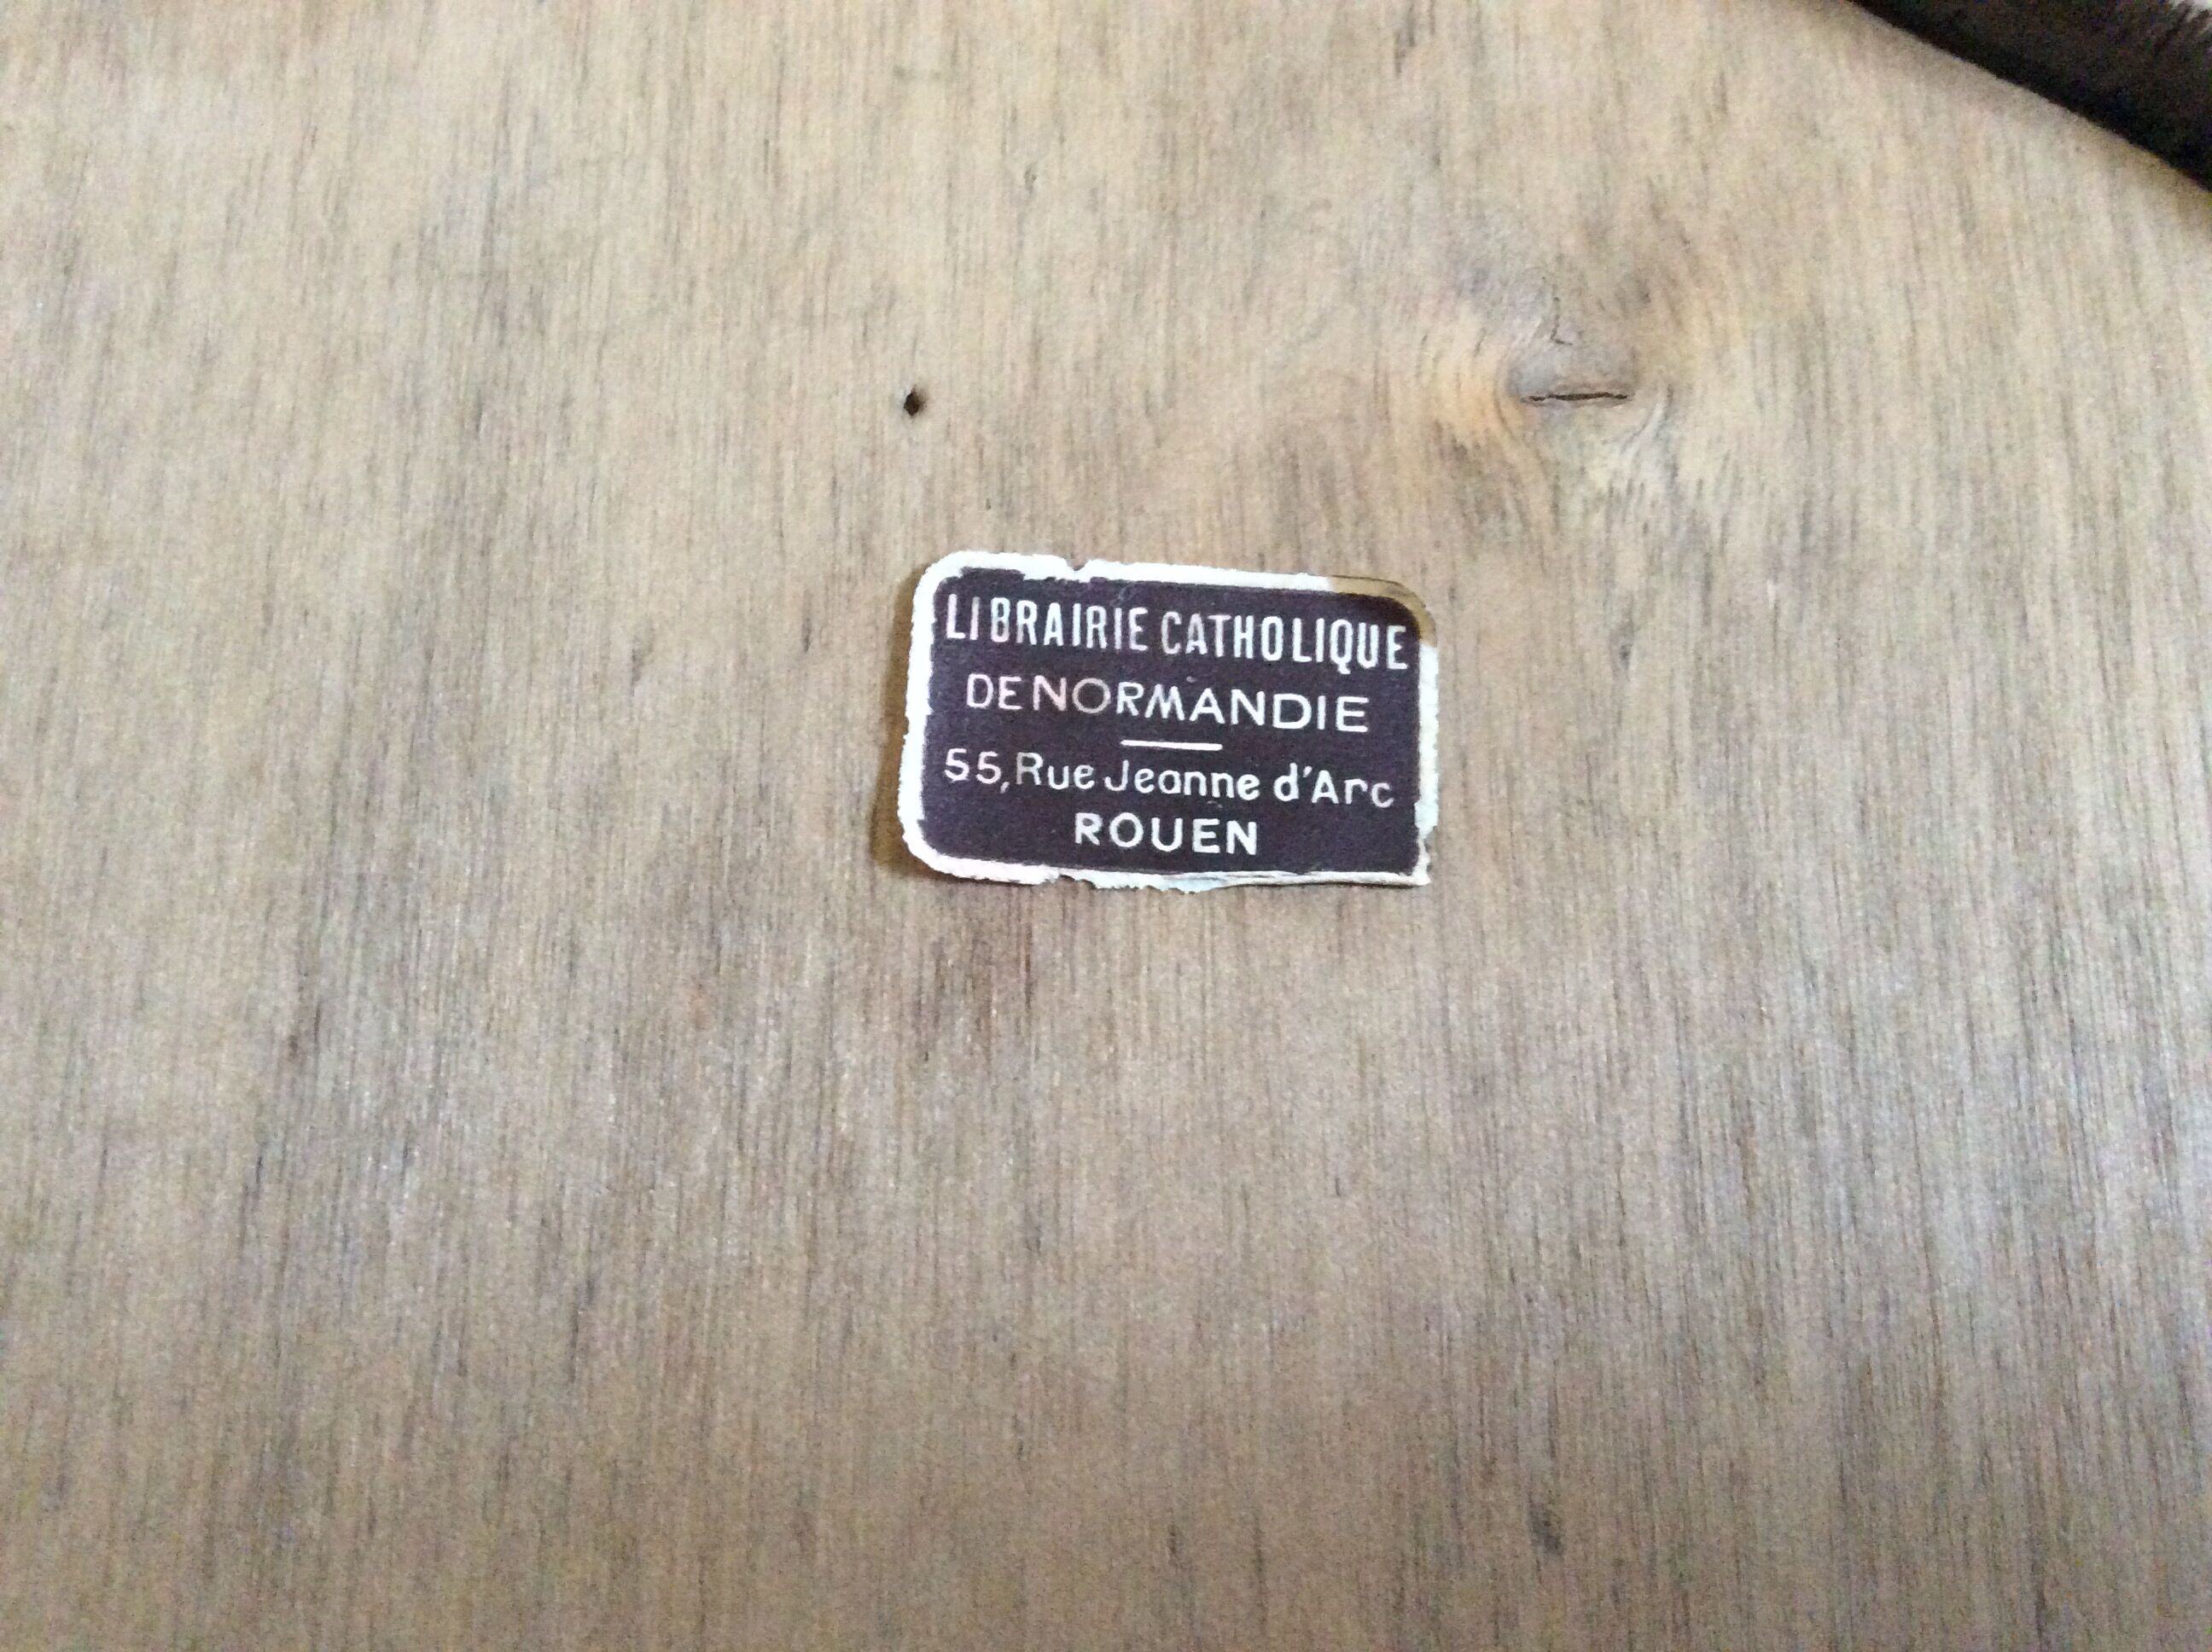 LIBRAIRIE CATHOLIQUE
DE NORMANDIE
55, Rue Jeanne d'Arc
ROUEN